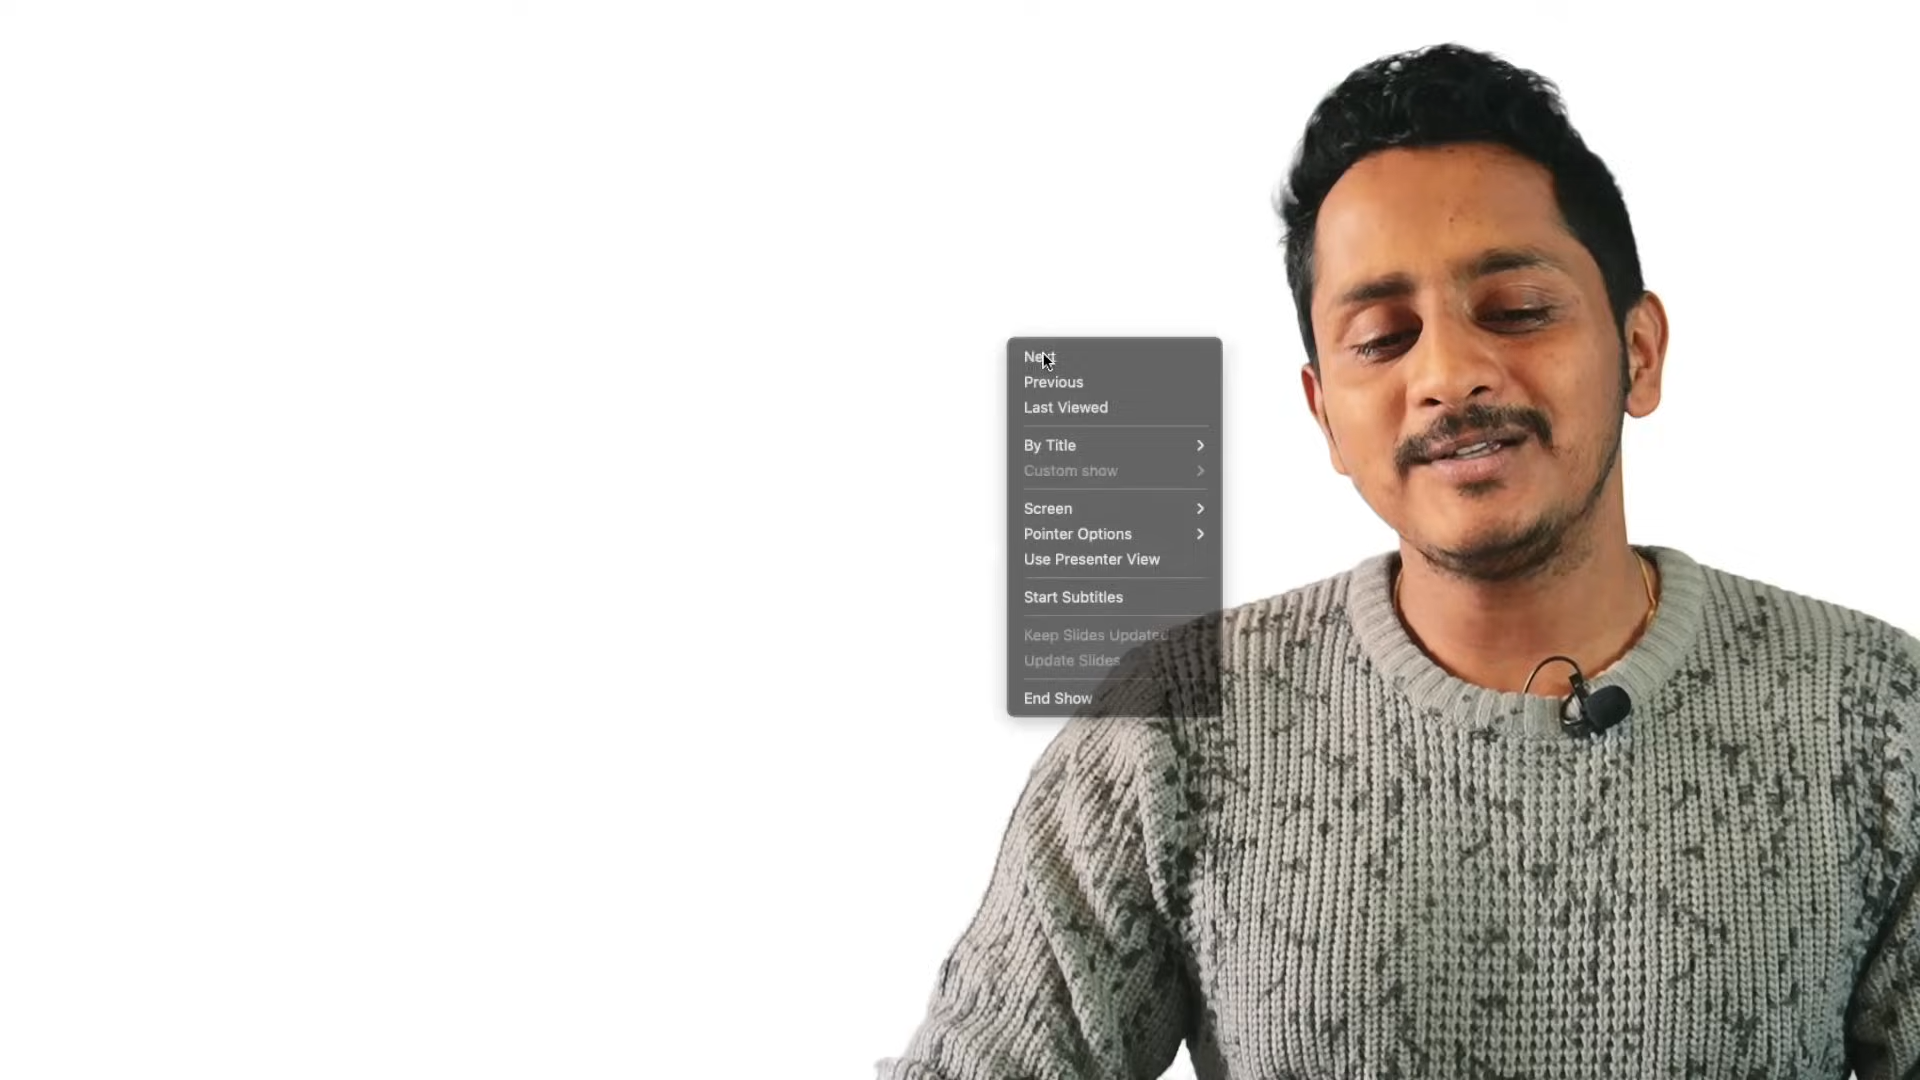 Next
Previous
Last Viewed
By Title
Custom show
Screen
Pointer Options
Use Presenter View
Start Subtitles
Keep Slides Updated
Update Slides
End Show